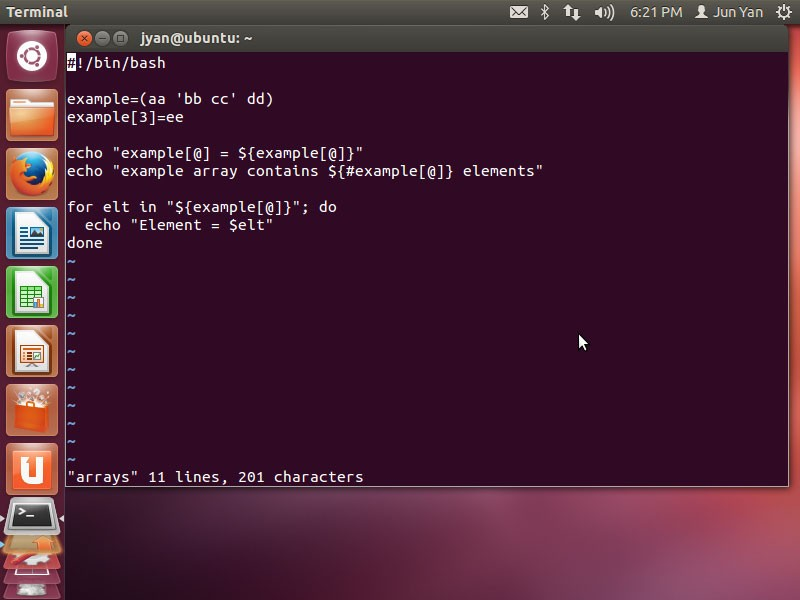 Terminal
6:21 PM
Jun Yan
jyan@ubuntu: ~
#!/bin/bash
example=(aa 'bb cc' dd)
example[3]=ee
echo "example[@] = ${example[@]}"
echo "example array contains ${#example[@]} elements"
for elt in "${example[@]}"; do
  echo "Element = $elt"
done
~
~
~
~
~
~
~
~
~
~
~
~
"arrays" 11 lines, 201 characters